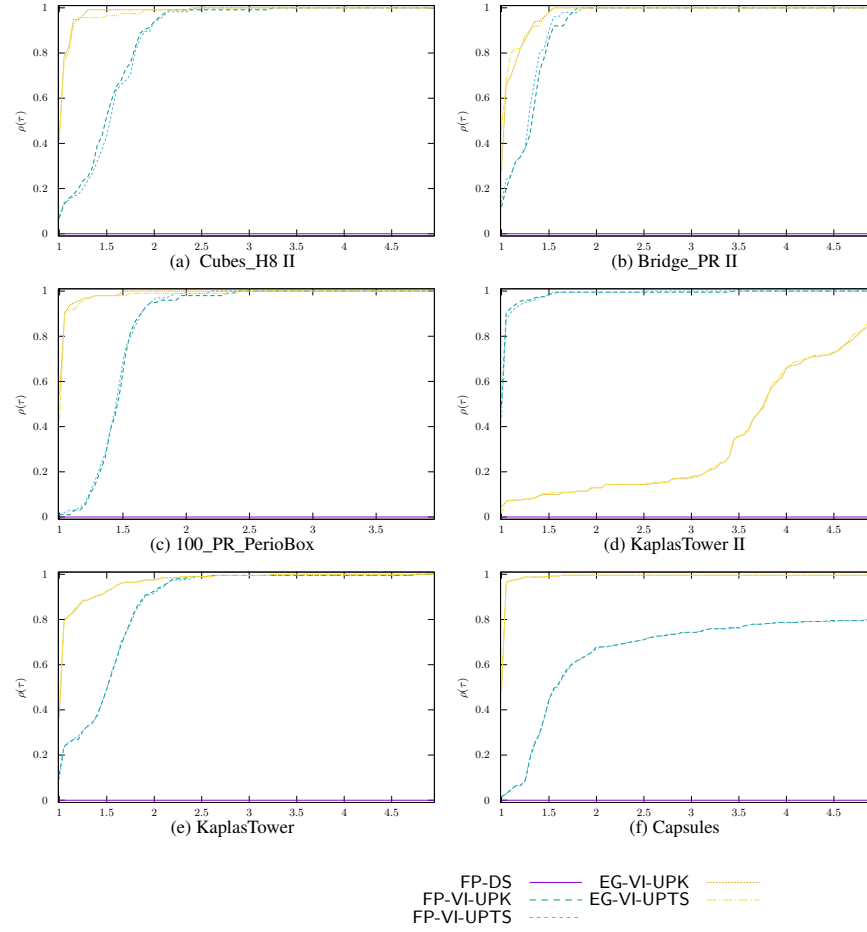 1
0.8
0.6
ρ(τ)
0.4
0.2
0
1 1.5 2 2.5 3 3.5 4 4.5
(a) Cubes_H8 II
1
0.8
0.6
ρ(τ)
0.4
0.2
0
1 1.5 2 2.5 3 3.5 4 4.5
(b) Bridge_PR II
1
0.8
0.6
ρ(τ)
0.4
0.2
0
1 1.5 2 2.5 3 3.5
(c) 100_PR_PerioBox
1
0.8
0.6
ρ(τ)
0.4
0.2
0
1 1.5 2 2.5 3 3.5 4 4.5
(d) KaplasTower II
1
0.8
0.6
ρ(τ)
0.4
0.2
0
1 1.5 2 2.5 3 3.5 4 4.5
(e) KaplasTower
1
0.8
0.6
ρ(τ)
0.4
0.2
0
1 1.5 2 2.5 3 3.5 4 4.5
(f) Capsules
FP-DS EG-VI-UPK
FP-VI-UPK EG-VI-UPTS
FP-VI-UPTS